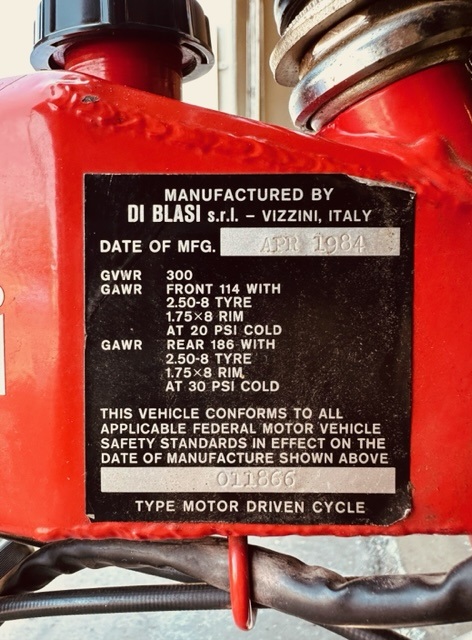 MANUFACTURED BY
DI BLASI s.r.l. – VIZZINI, ITALY
DATE OF MFG. APR 1984
GVWR 300
GAWR FRONT 114 WITH
2.50-8 TYRE
1.75×8 RIM
AT 20 PSI COLD
GAWR REAR 186 WITH
2.50-8 TYRE
1.75×8 RIM
AT 30 PSI COLD
THIS VEHICLE CONFORMS TO ALL
APPLICABLE FEDERAL MOTOR VEHICLE
SAFETY STANDARDS IN EFFECT ON THE
DATE OF MANUFACTURE SHOWN ABOVE
011866
TYPE MOTOR DRIVEN CYCLE